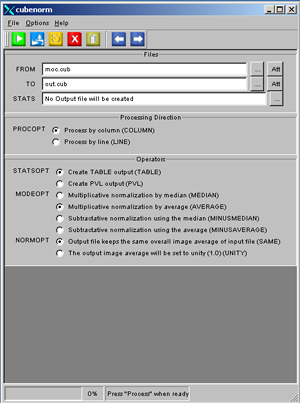 cubenorm
File Options Help
Files
FROM moc.cub ... Att
TO out.cub ... Att
STATS No Output file will be created ...
Processing Direction
PROCOPT Process by column (COLUMN)
Process by line (LINE)
Operators
STATSOPT Create TABLE output (TABLE)
Create PVL output (PVL)
MODEOPT Multiplicative normalization by median (MEDIAN)
Multiplicative normalization by average (AVERAGE)
Subtractative normalization using the median (MINUSMEDIAN)
Subtractative normalization using the average (MINUSAVERAGE)
NORMOPT Output file keeps the same overall image average of input file (SAME)
The output image average will be set to unity (1.0) (UNITY)
0% Press "Process" when ready